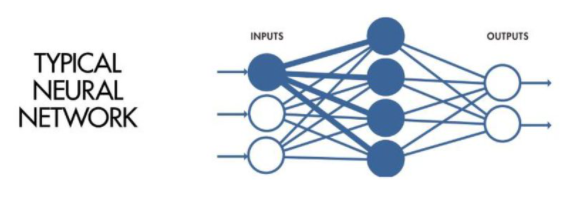 TYPICAL
NEURAL
NETWORK
INPUTS
OUTPUTS